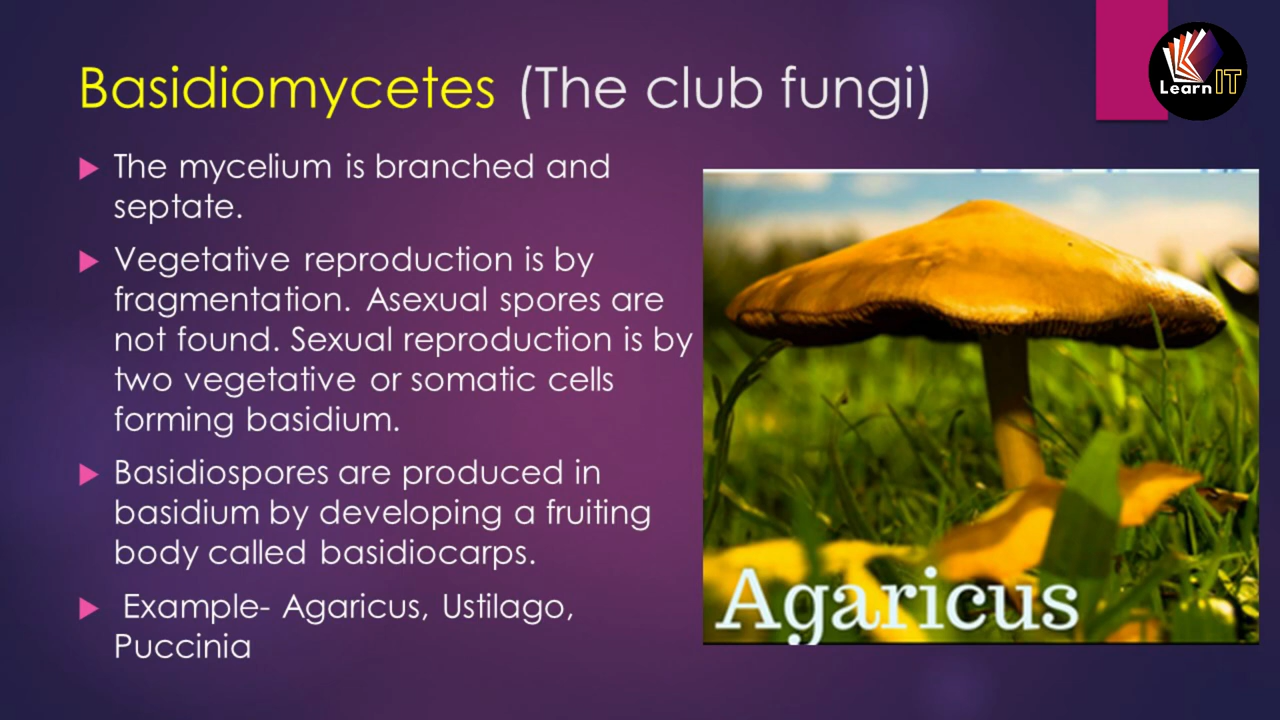 Basidiomycetes (The club fungi)
Learn IT
The mycelium is branched and
septate.
Vegetative reproduction is by
fragmentation. Asexual spores are
not found. Sexual reproduction is by
two vegetative or somatic cells
forming basidium.
Basidiospores are produced in
basidium by developing a fruiting
body called basidiocarps.
Example- Agaricus, Ustilago,
Puccinia
Agaricus